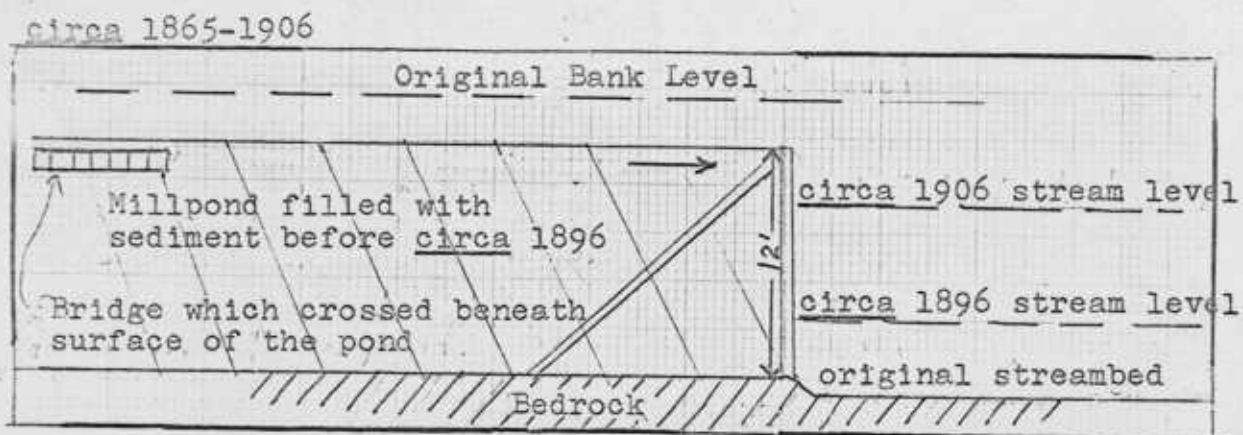 circa 1865-1906
Original Bank Level
circa 1906 stream level
Millpond filled with
sediment before circa 1896
12'
Bridge which crossed beneath
surface of the pond
circa 1896 stream level
original streambed
Bedrock